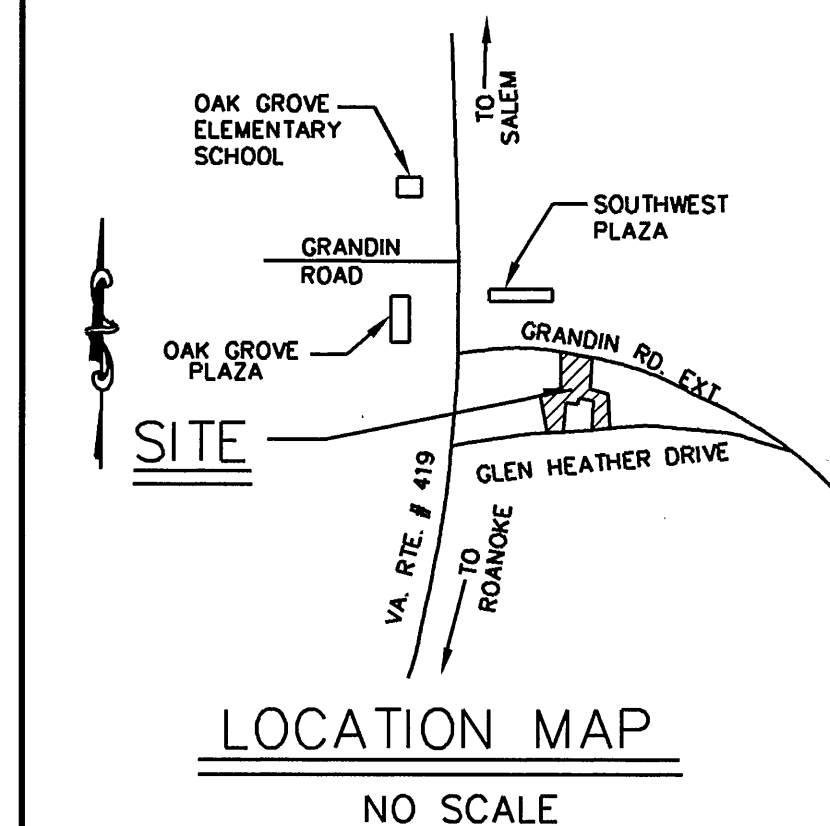 OAK GROVE
ELEMENTARY
SCHOOL
TO
SALEM
SOUTHWEST
PLAZA
GRANDIN
ROAD
OAK GROVE
PLAZA
GRANDIN RD. EXT
SITE
GLEN HEATHER DRIVE
VA. RTE. # 419
TO
ROANOKE
LOCATION MAP
NO SCALE